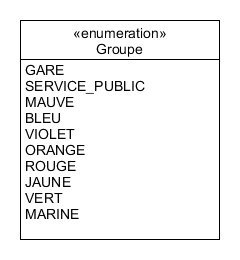 «enumeration»
Groupe
GARE
SERVICE_PUBLIC
MAUVE
BLEU
VIOLET
ORANGE
ROUGE
JAUNE
VERT
MARINE